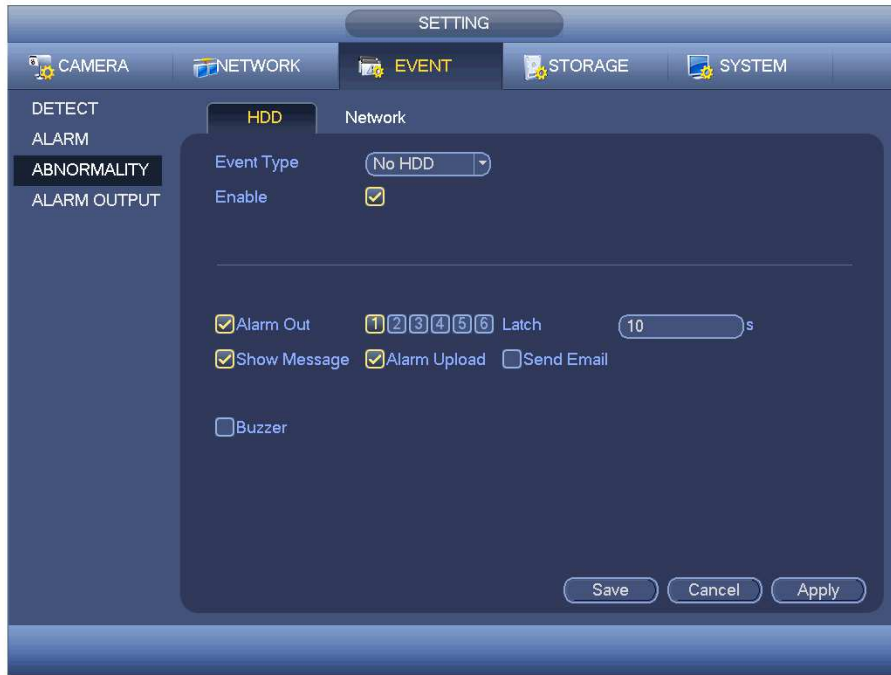 SETTING
CAMERA NETWORK EVENT STORAGE SYSTEM
DETECT
ALARM
ABNORMALITY
ALARM OUTPUT
HDD Network
Event Type No HDD
Enable
Alarm Out 1 2 3 4 5 6 Latch 10 s
Show Message Alarm Upload Send Email
Buzzer
Save Cancel Apply